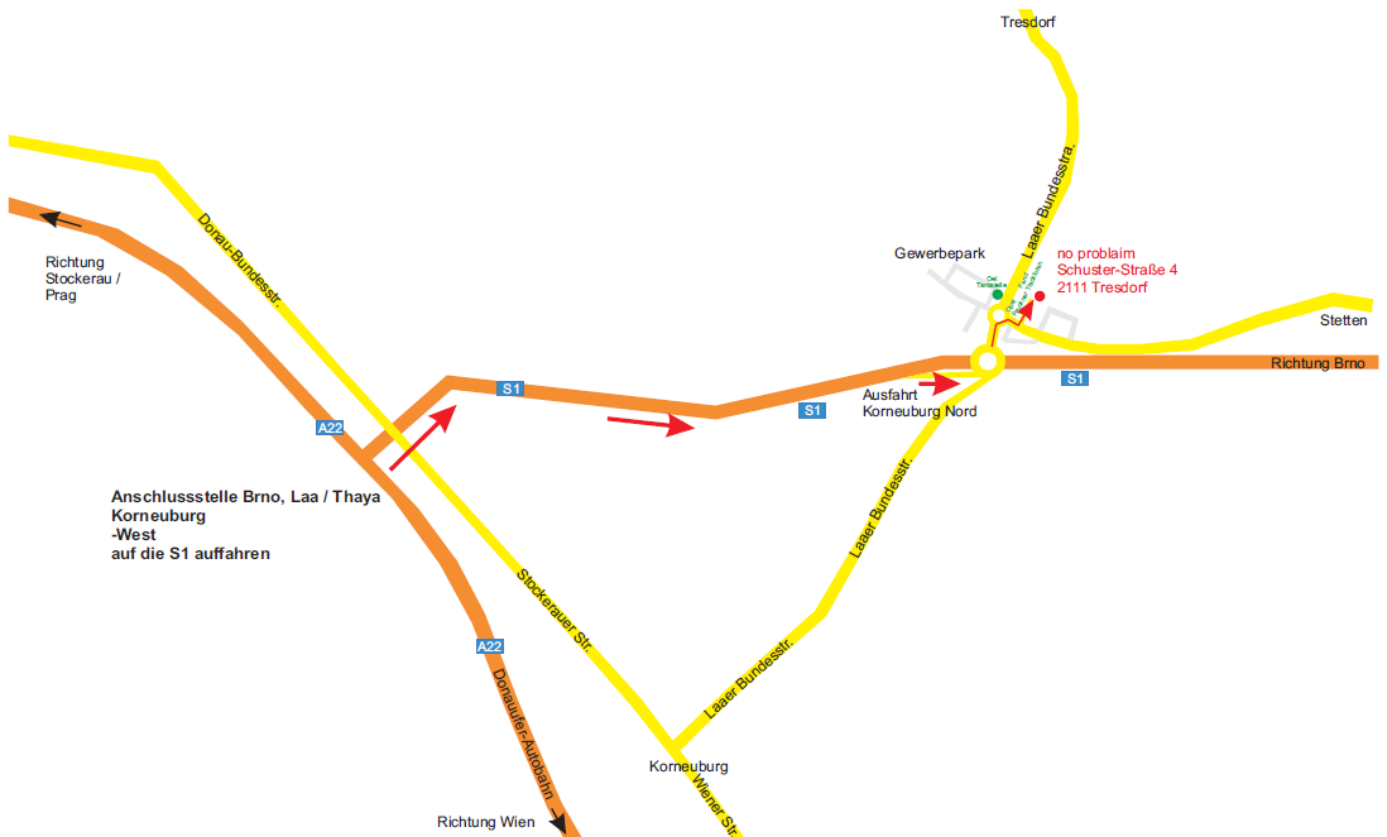 Tresdorf
Donau-Bundesstr.
Laaer Bundesstra.
Gewerbepark
no problaim
Schuster-Straße 4
2111 Tresdorf
Richtung
Stockerau /
Prag
Tankstelle
Stetten
Richtung Brno
S1
S1
S1
Ausfahrt
Korneuburg Nord
A22
Anschlussstelle Brno, Laa / Thaya
Korneuburg
-West
auf die S1 auffahren
Laaer Bundesstr.
Stockerauer Str.
A22
Donauufer-Autobahn
Laaer Bundesstr.
Korneuburg
Wiener Str.
Richtung Wien